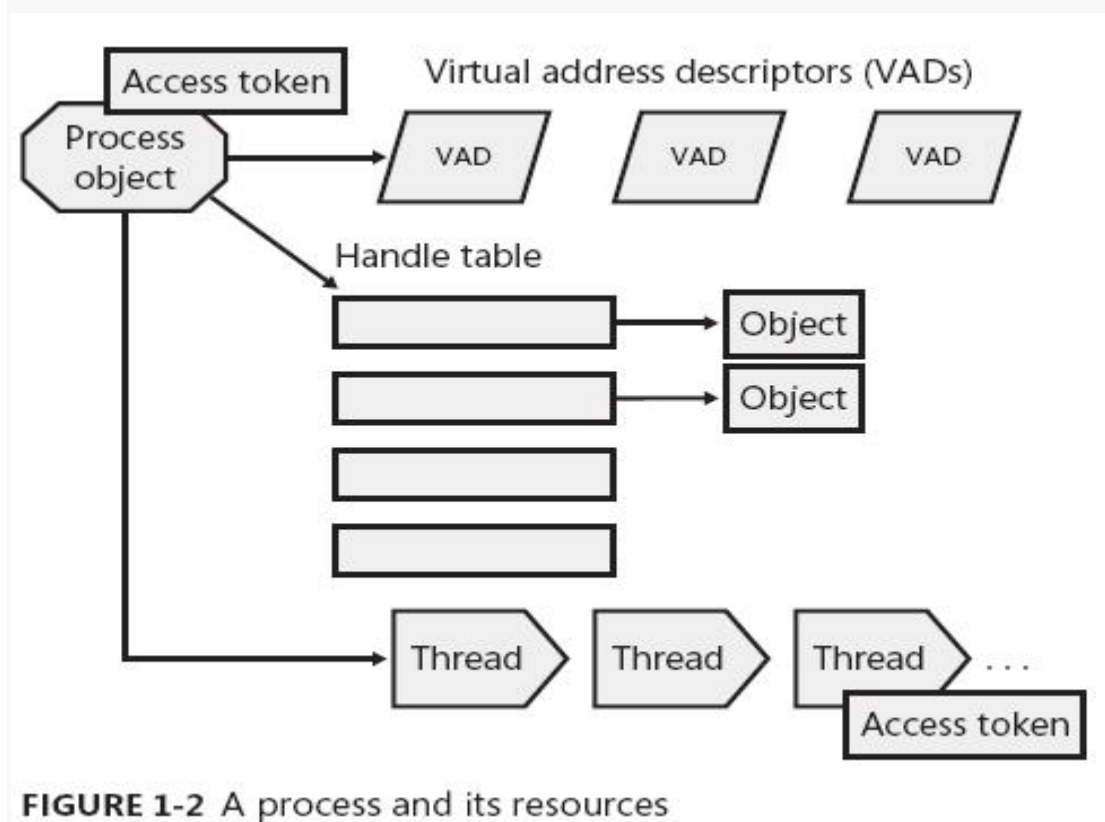 Access token
Virtual address descriptors (VADs)
Process
object
VAD
VAD
VAD
Handle table
Object
Object
Thread
Thread
Thread
. . .
Access token
FIGURE 1-2 A process and its resources